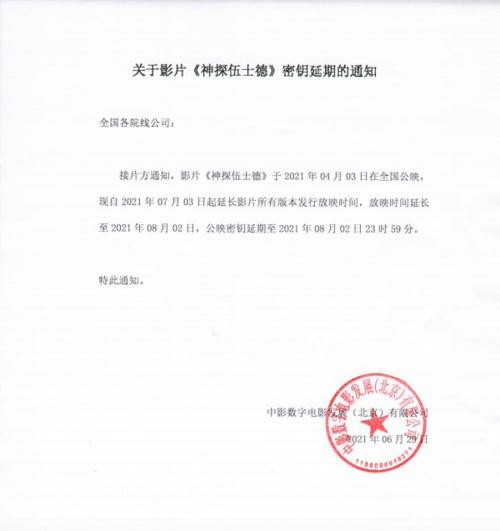 关于影片《神探伍士德》密钥延期的通知
全国各院线公司：
接片方通知，影片《神探伍士德》于 2021 年 04 月 03 日在全国公映，
现自 2021 年 07 月 03 日起延长影片所有版本发行放映时间，放映时间延长
至 2021 年 08 月 02 日，公映密钥延期至 2021 年 08 月 02 日 23 时 59 分。
特此通知。
中影数字电影发展（北京）有限公司
2021 年 06 月 29 日
中影数字电影发展(北京)有限公司